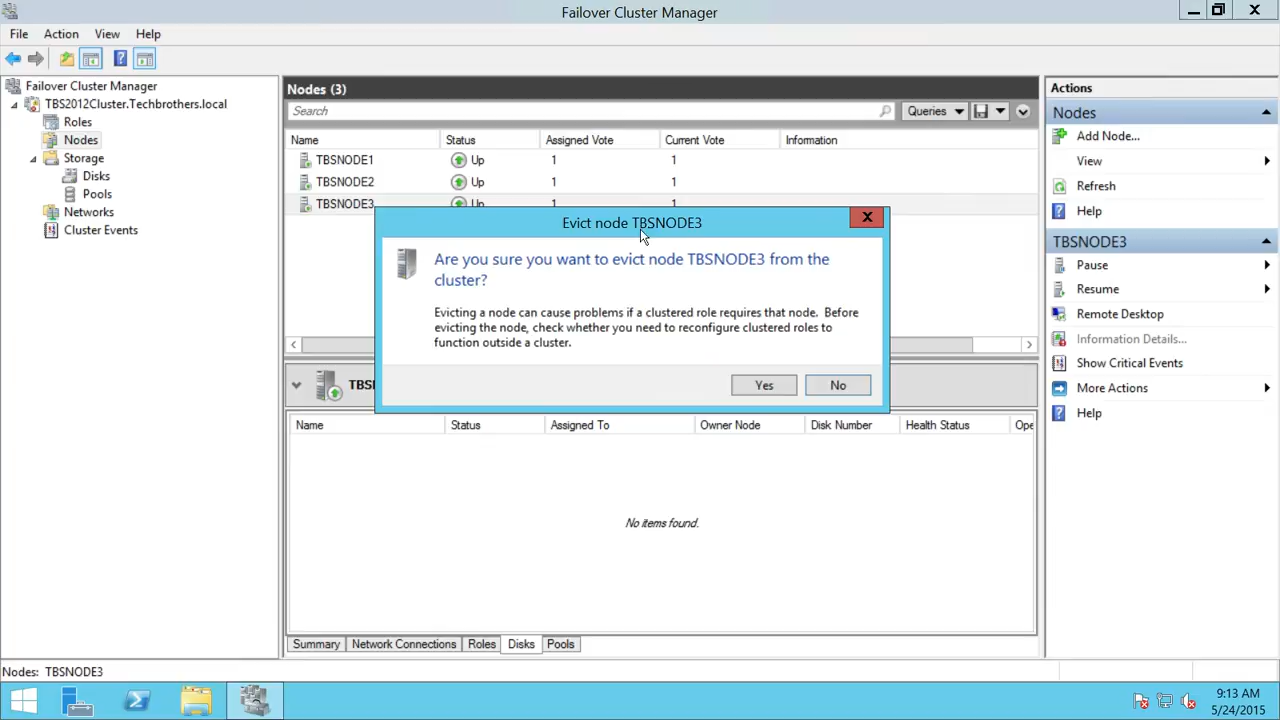 Failover Cluster Manager
File Action View Help
Failover Cluster Manager
TBS2012Cluster.Techbrothers.local
Roles
Nodes
Storage
Disks
Pools
Networks
Cluster Events
Nodes (3)
Search
Queries
Name Status Assigned Vote Current Vote Information
TBSNODE1 Up 1 1
TBSNODE2 Up 1 1
TBSNODE3 Up 1 1
Evict node TBSNODE3
Are you sure you want to evict node TBSNODE3 from the
cluster?
Evicting a node can cause problems if a clustered role requires that node. Before
evicting the node, check whether you need to reconfigure clustered roles to
function outside a cluster.
Yes No
Name Status Assigned To Owner Node Disk Number Health Status Ope
No items found.
Summary Network Connections Roles Disks Pools
Actions
Nodes
Add Node...
View
Refresh
Help
TBSNODE3
Pause
Resume
Remote Desktop
Information Details...
Show Critical Events
More Actions
Help
Nodes: TBSNODE3
9:13 AM
5/24/2015